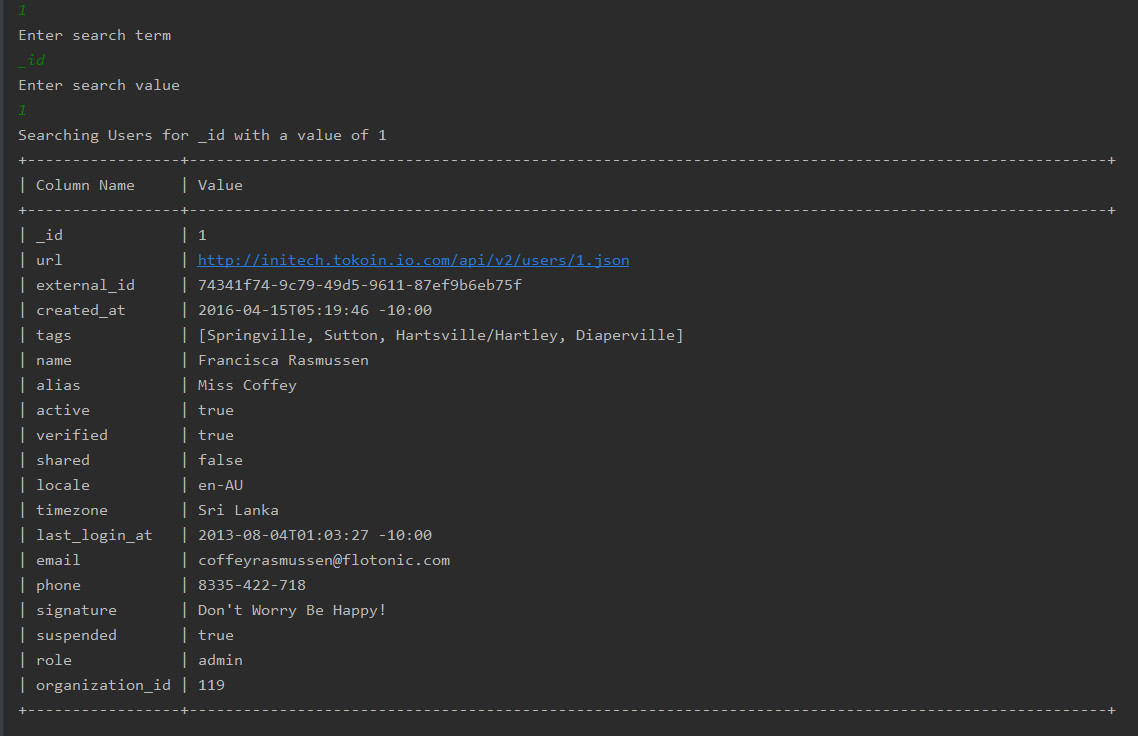 1
Enter search term
_id
Enter search value
1
Searching Users for _id with a value of 1
+-----------------+------------------------------------------------------------------------------------------------------+
| Column Name     | Value
+-----------------+------------------------------------------------------------------------------------------------------+
| _id             | 1
| url             | http://initech.tokoin.io.com/api/v2/users/1.json
| external_id     | 74341f74-9c79-49d5-9611-87ef9b6eb75f
| created_at      | 2016-04-15T05:19:46 -10:00
| tags            | [Springville, Sutton, Hartsville/Hartley, Diaperville]
| name            | Francisca Rasmussen
| alias           | Miss Coffey
| active          | true
| verified        | true
| shared          | false
| locale          | en-AU
| timezone        | Sri Lanka
| last_login_at   | 2013-08-04T01:03:27 -10:00
| email           | coffeyrasmussen@flotonic.com
| phone           | 8335-422-718
| signature       | Don't Worry Be Happy!
| suspended       | true
| role            | admin
| organization_id | 119
+-----------------+------------------------------------------------------------------------------------------------------+